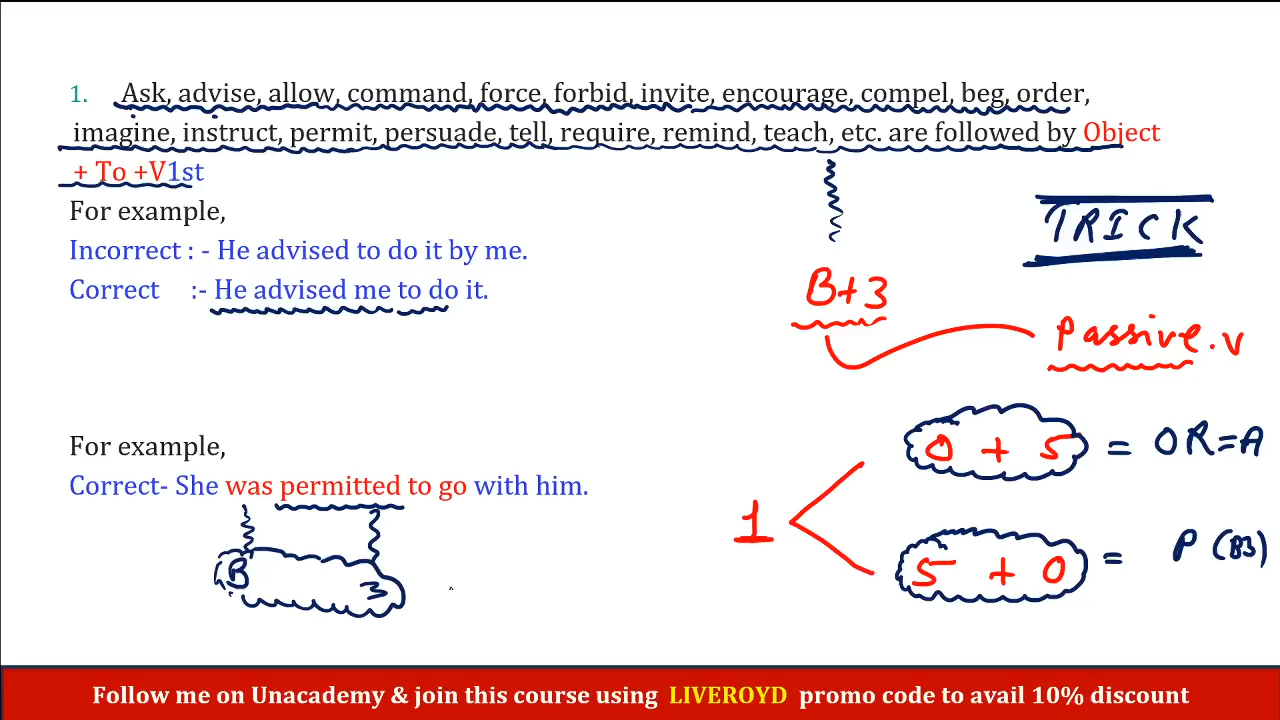 1. Ask, advise, allow, command, force, forbid, invite, encourage, compel, beg, order,
imagine, instruct, permit, persuade, tell, require, remind, teach, etc. are followed by Object
+ To +V1st
For example,
Incorrect : - He advised to do it by me.
Correct :- He advised me to do it.
TRICK
B+3
Passive.v
For example,
Correct- She was permitted to go with him.
B 3
1
0 + 5 = OR=A
5 + 0 = P (B3)
Follow me on Unacademy & join this course using LIVEROYD promo code to avail 10% discount